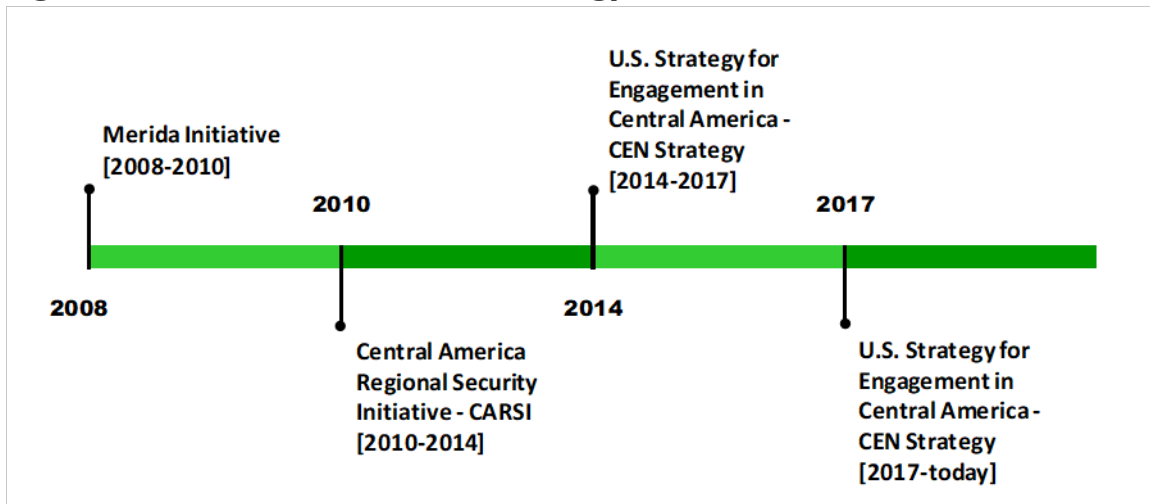 Merida Initiative
[2008-2010]
U.S. Strategy for
Engagement in
Central America -
CEN Strategy
[2014-2017]
2010
2017
2008
2014
Central America
Regional Security
Initiative - CARSI
[2010-2014]
U.S. Strategy for
Engagement in
Central America -
CEN Strategy
[2017-today]